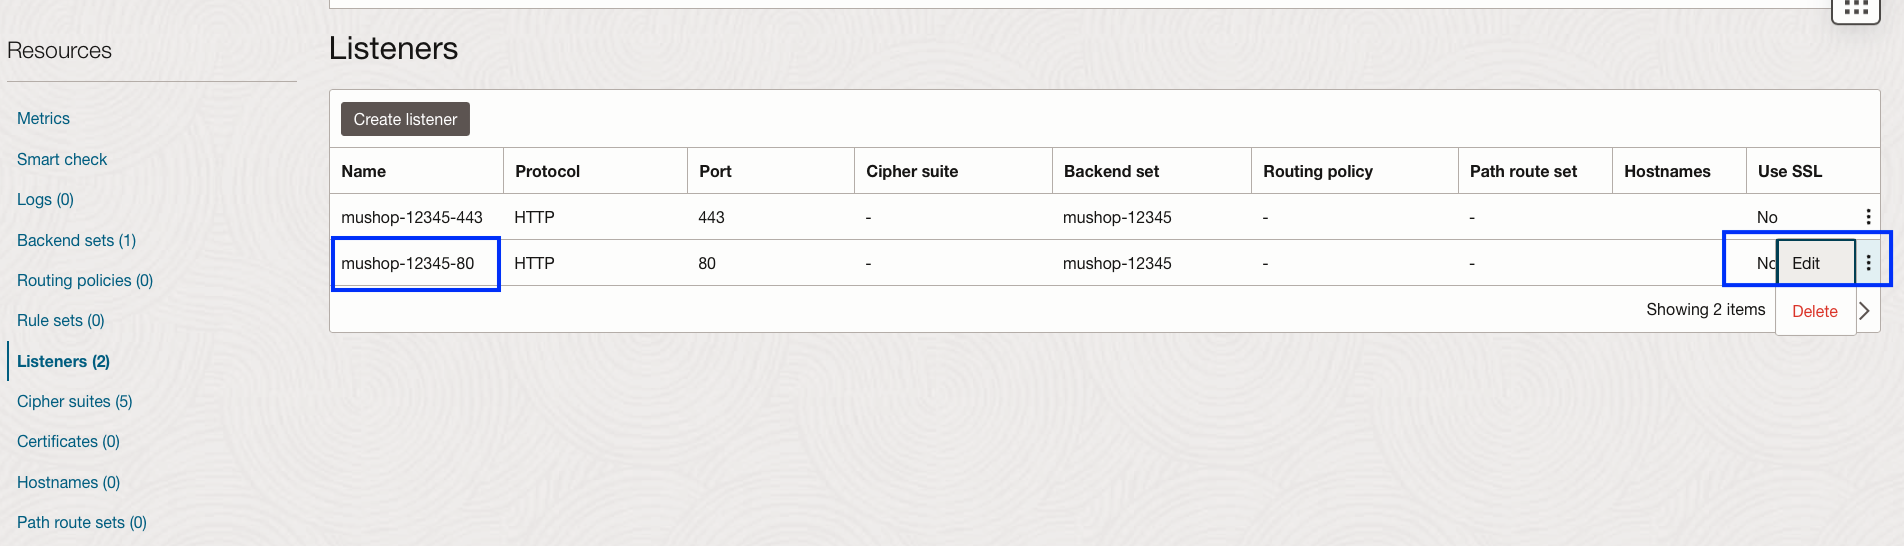 Resources
Metrics
Smart check
Logs (0)
Backend sets (1)
Routing policies (0)
Rule sets (0)
Listeners (2)
Cipher suites (5)
Certificates (0)
Hostnames (0)
Path route sets (0)
Listeners
Create listener
Name Protocol Port Cipher suite Backend set Routing policy Path route set Hostnames Use SSL
mushop-12345-443 HTTP 443 - mushop-12345 - - No
mushop-12345-80 HTTP 80 - mushop-12345 - - No Edit
Showing 2 items Delete